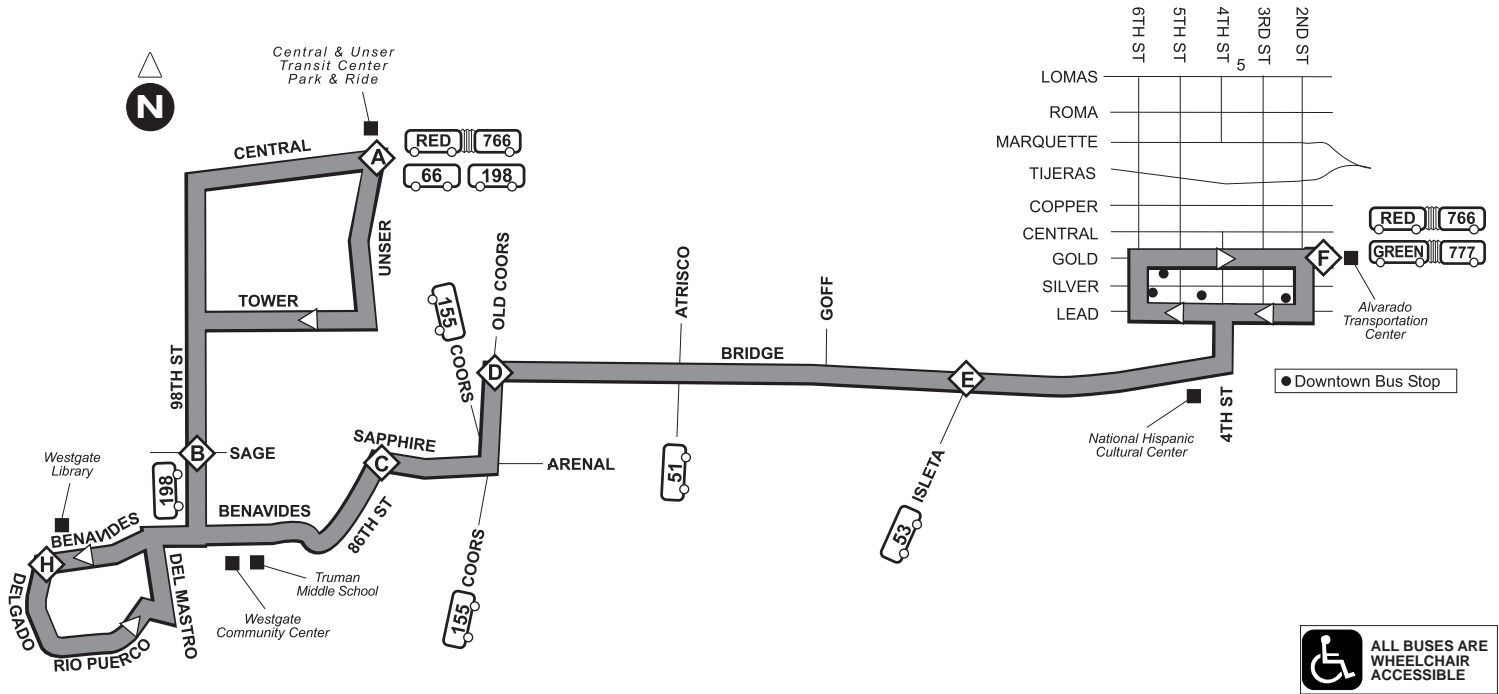 6TH ST
5TH ST
4TH ST
5
3RD ST
2ND ST
LOMAS
ROMA
MARQUETTE
TIJERAS
COPPER
CENTRAL
GOLD
SILVER
LEAD
Central & Unser
Transit Center
Park & Ride
N
CENTRAL
A
RED 766
66 198
UNSER
TOWER
98TH ST
B
SAGE
198
Westgate
Library
BENAVIDES
H
DELGADO
RIO PUERCO
DEL MASTRO
BENAVIDES
Truman
Middle School
Westgate
Community Center
86TH ST
SAPPHIRE
C
155
COORS
OLD COORS
D
ARENAL
COORS
155
ATRISCO
51
BRIDGE
GOFF
E
ISLETA
53
National Hispanic
Cultural Center
4TH ST
F
RED 766
GREEN 777
Alvarado
Transportation
Center
Downtown Bus Stop
ALL BUSES ARE
WHEELCHAIR
ACCESSIBLE